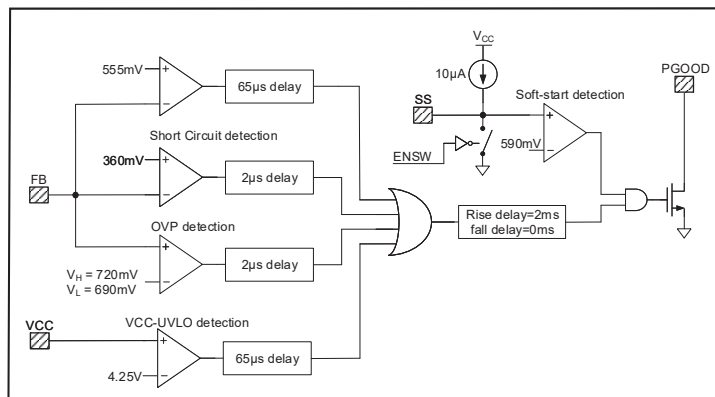 555mV
+
−
65µs delay
Short Circuit detection
360mV
+
−
2µs delay
FB
OVP detection
+
−
2µs delay
VH = 720mV
VL = 690mV
VCC
VCC-UVLO detection
+
−
65µs delay
4.25V
VCC
10µA
SS
ENSW
Soft-start detection
+
590mV
−
Rise delay=2ms
fall delay=0ms
PGOOD